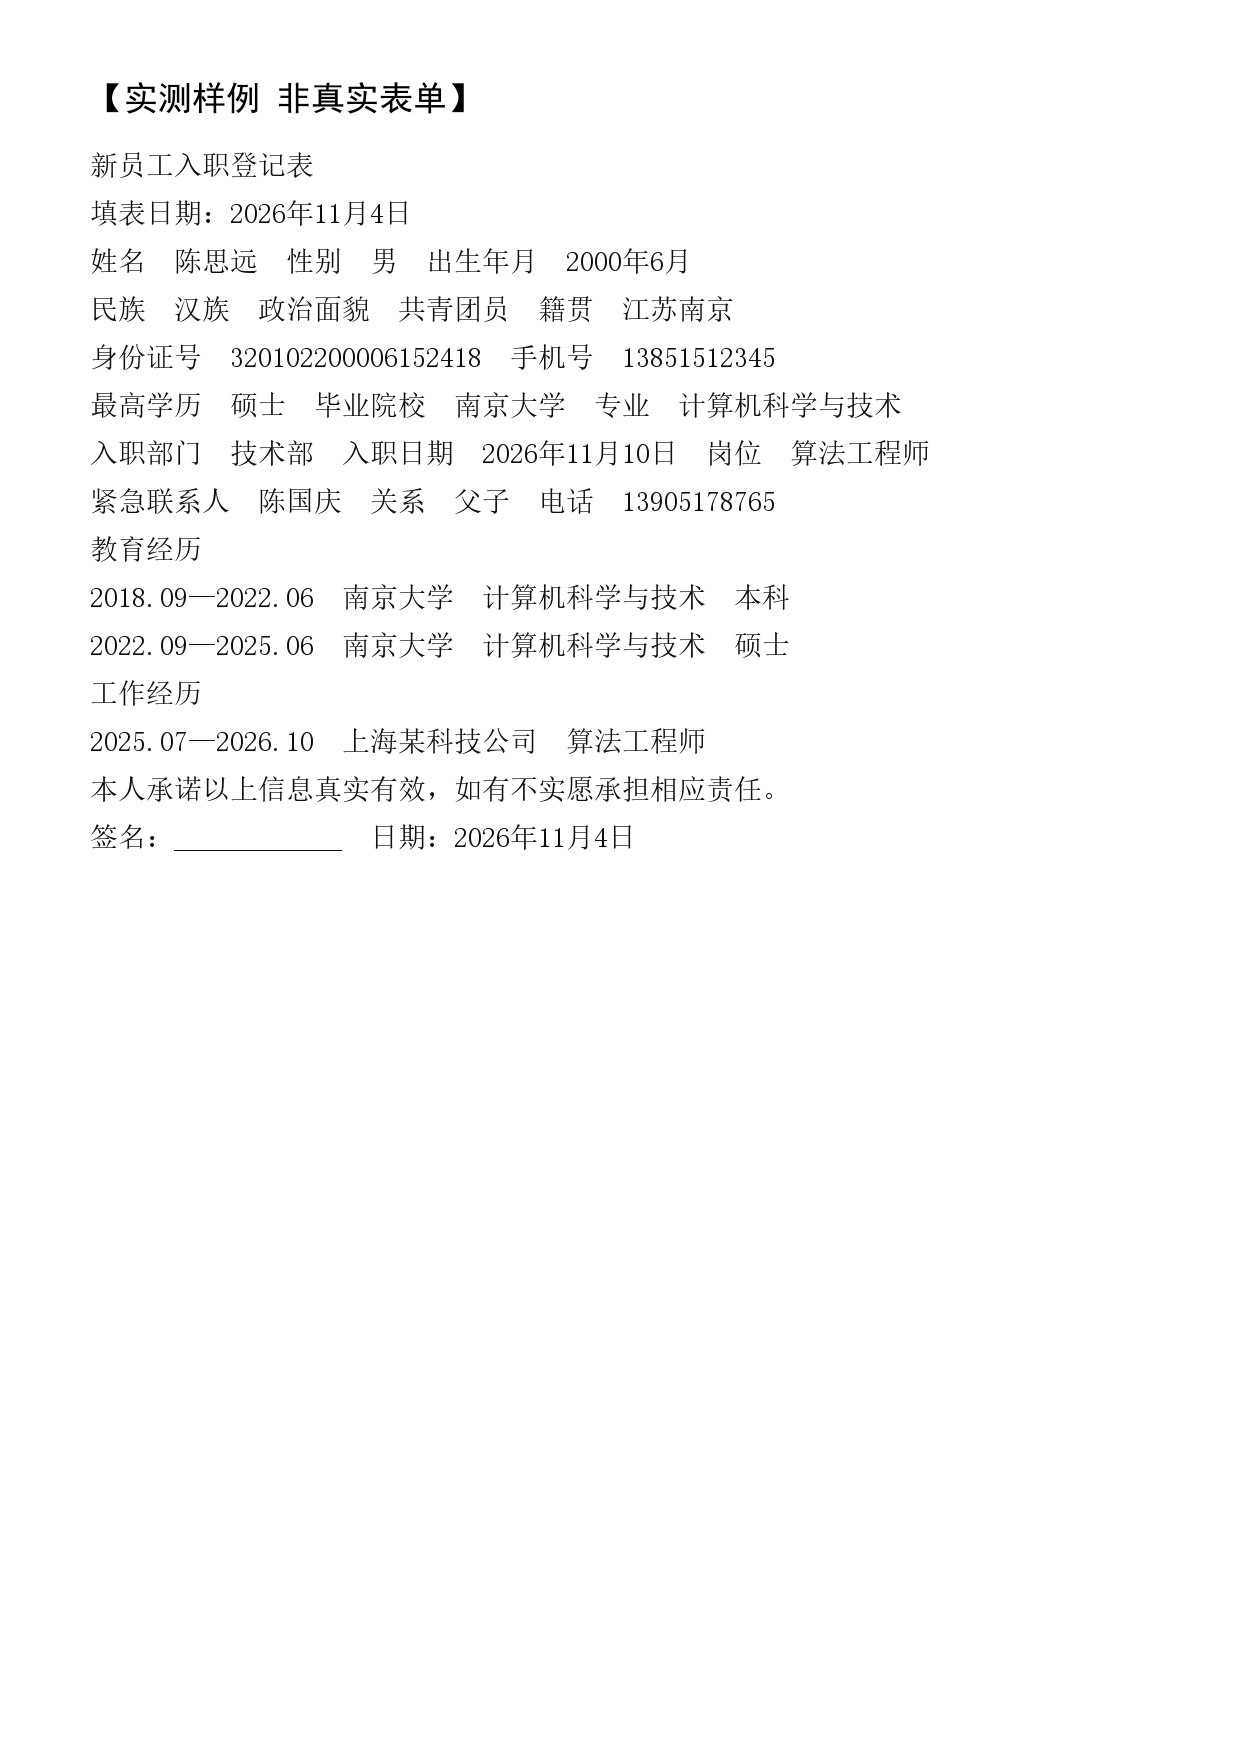 【实测样例 非真实表单】
新员工入职登记表
填表日期：2026年11月4日
姓名　陈思远　性别　男　出生年月　2000年6月
民族　汉族　政治面貌　共青团员　籍贯　江苏南京
身份证号　320102200006152418　手机号　13851512345
最高学历　硕士　毕业院校　南京大学　专业　计算机科学与技术
入职部门　技术部　入职日期　2026年11月10日　岗位　算法工程师
紧急联系人　陈国庆　关系　父子　电话　13905178765
教育经历
2018.09—2022.06　南京大学　计算机科学与技术　本科
2022.09—2025.06　南京大学　计算机科学与技术　硕士
工作经历
2025.07—2026.10　上海某科技公司　算法工程师
本人承诺以上信息真实有效，如有不实愿承担相应责任。
签名：____________　日期：2026年11月4日